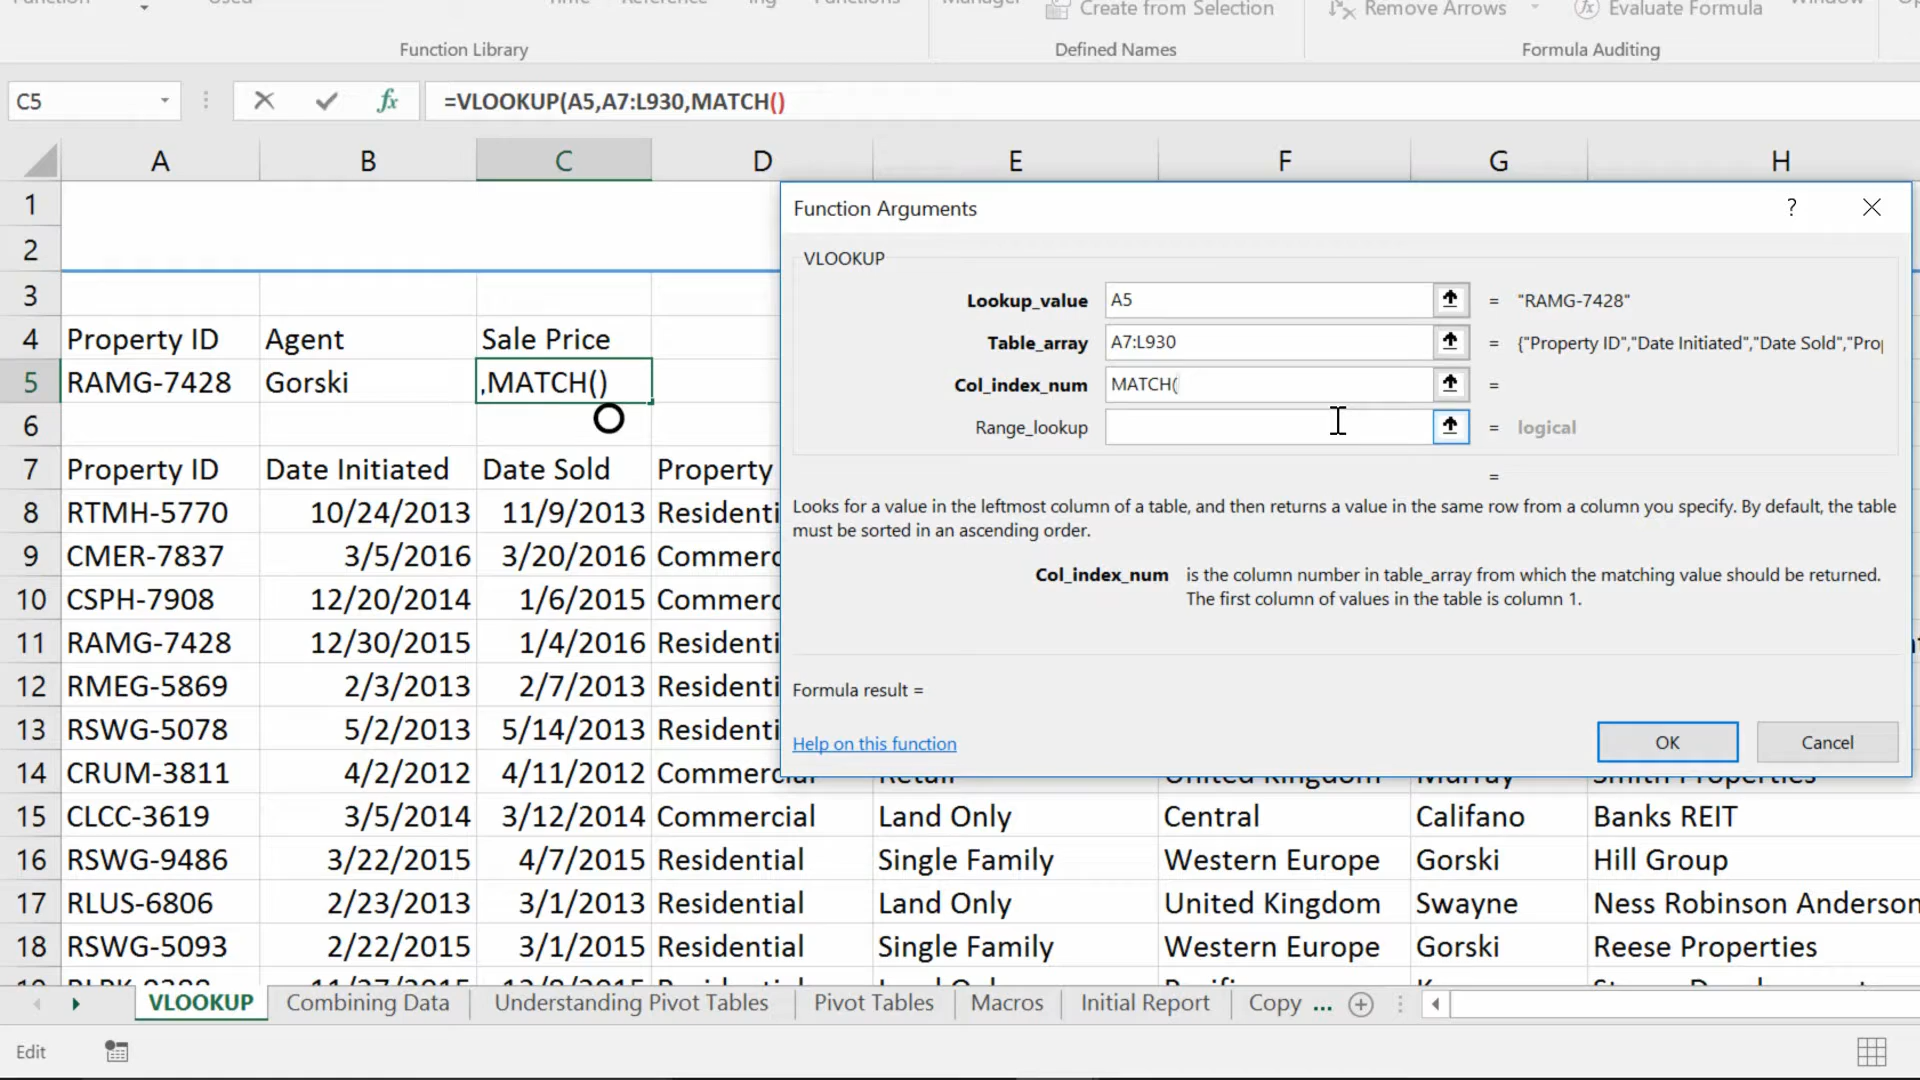 Create from Selection
Remove Arrows
Evaluate Formula
Function Library
Defined Names
Formula Auditing
C5
fx
=VLOOKUP(A5,A7:L930,MATCH()
A B C D E F G H
1
2
3
4 Property ID Agent Sale Price
5 RAMG-7428 Gorski ,MATCH()
6
7 Property ID Date Initiated Date Sold Property
8 RTMH-5770 10/24/2013 11/9/2013 Residenti
9 CMER-7837 3/5/2016 3/20/2016 Commerc
10 CSPH-7908 12/20/2014 1/6/2015 Commerc
11 RAMG-7428 12/30/2015 1/4/2016 Residenti
12 RMEG-5869 2/3/2013 2/7/2013 Residenti
13 RSWG-5078 5/2/2013 5/14/2013 Residenti
14 CRUM-3811 4/2/2012 4/11/2012 Commercial Retail United Kingdom Murray Smith Properties
15 CLCC-3619 3/5/2014 3/12/2014 Commercial Land Only Central Califano Banks REIT
16 RSWG-9486 3/22/2015 4/7/2015 Residential Single Family Western Europe Gorski Hill Group
17 RLUS-6806 2/23/2013 3/1/2013 Residential Land Only United Kingdom Swayne Ness Robinson Anderson
18 RSWG-5093 2/22/2015 3/1/2015 Residential Single Family Western Europe Gorski Reese Properties
Function Arguments ?
VLOOKUP
Lookup_value A5 = "RAMG-7428"
Table_array A7:L930 = {"Property ID","Date Initiated","Date Sold","Prop
Col_index_num MATCH( =
Range_lookup = logical
=
Looks for a value in the leftmost column of a table, and then returns a value in the same row from a column you specify. By default, the table
must be sorted in an ascending order.
Col_index_num is the column number in table_array from which the matching value should be returned.
The first column of values in the table is column 1.
Formula result =
Help on this function
OK Cancel
VLOOKUP Combining Data Understanding Pivot Tables Pivot Tables Macros Initial Report Copy ...
Edit